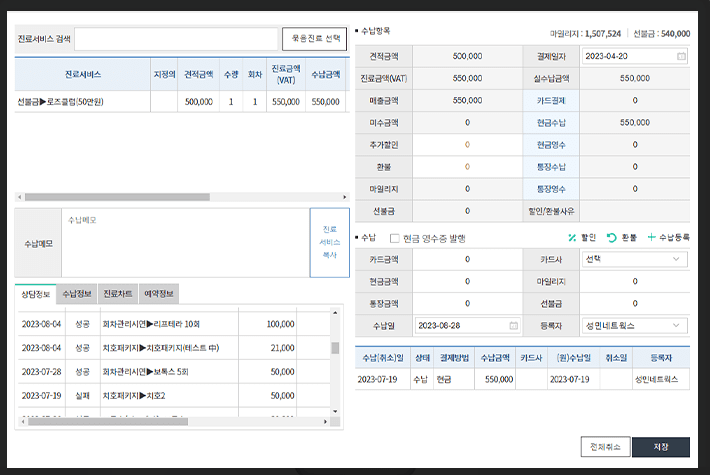 진료서비스 검색
묶음진료 선택
진료서비스 지정의 견적금액 수량 회차 진료금액(VAT) 수납금액
선불금▶로즈클럽(50만원) 500,000 1 1 550,000 550,000
수납메모
수납메모
진료
서비스
복사
상담정보 수납정보 진료차트 예약정보
2023-08-04 성공 회차관리시연▶리프테라 10회 100,000
2023-08-04 성공 치호패키지▶치호패키지(테스트 中) 21,000
2023-07-28 성공 회차관리시연▶보톡스 5회 50,000
2023-07-19 실패 치호패키지▶치호2 50,000
수납항목
마일리지 : 1,507,524 선불금 : 540,000
견적금액 500,000 결제일자 2023-04-20
진료금액(VAT) 550,000 실수납금액 550,000
매출금액 550,000 카드결제 0
미수금액 0 현금수납 550,000
추가할인 0 현금영수 0
환불 0 통장수납 0
마일리지 0 통장영수 0
선불금 0 할인/환불사유
수납 현금 영수증 발행 할인 환불 수납등록
카드금액 0 카드사 선택
현금금액 0 마일리지 0
통장금액 0 선불금 0
수납일 2023-08-28 등록자 성민네트웍스
수납(취소)일 상태 결제방법 수납금액 카드사 (원)수납일 취소일 등록자
2023-07-19 수납 현금 550,000 2023-07-19 성민네트웍스
전체취소 저장